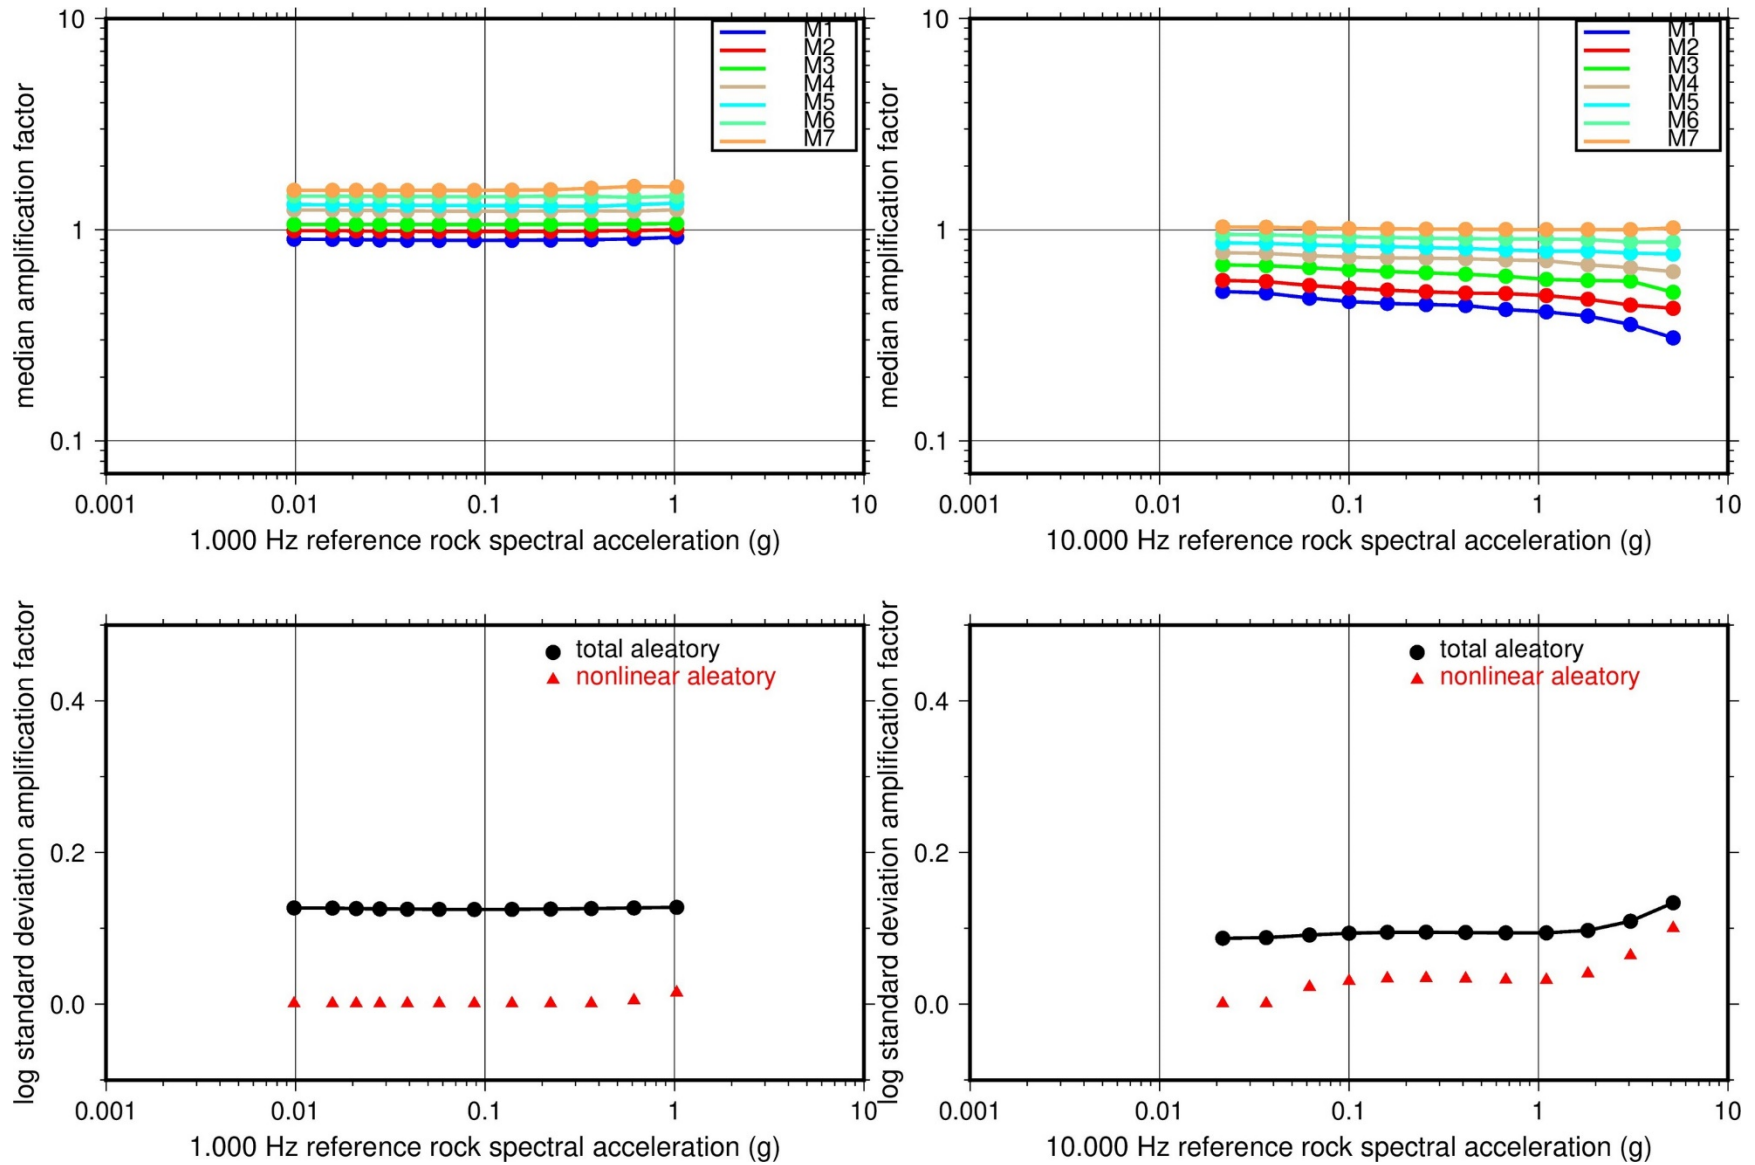 10
1
0.1
median amplification factor
M1
M2
M3
M4
M5
M6
M7
0.001
0.01
0.1
1
10
1.000 Hz reference rock spectral acceleration (g)
10
1
0.1
median amplification factor
M1
M2
M3
M4
M5
M6
M7
0.001
0.01
0.1
1
10
10.000 Hz reference rock spectral acceleration (g)
0.4
0.2
0.0
log standard deviation amplification factor
total aleatory
nonlinear aleatory
0.001
0.01
0.1
1
10
1.000 Hz reference rock spectral acceleration (g)
0.4
0.2
0.0
log standard deviation amplification factor
total aleatory
nonlinear aleatory
0.001
0.01
0.1
1
10
10.000 Hz reference rock spectral acceleration (g)